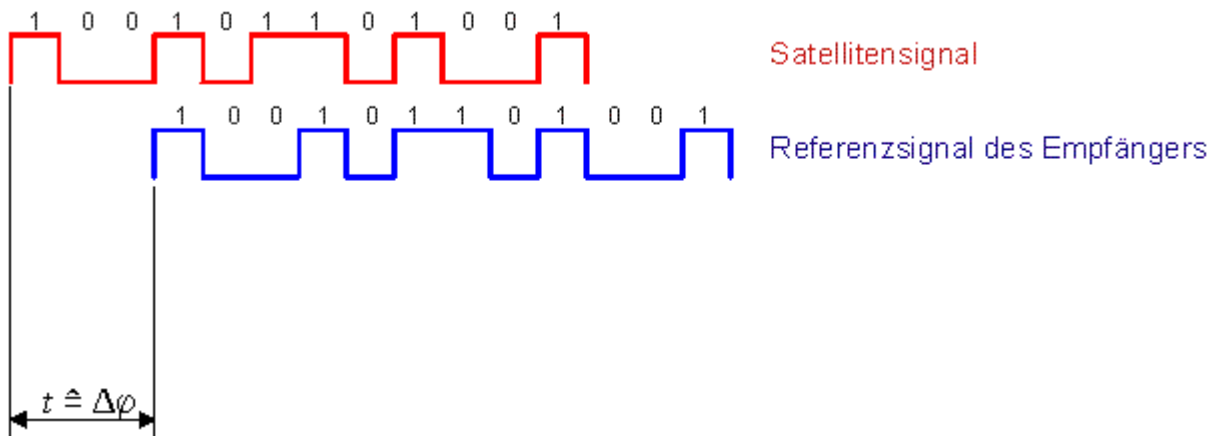 1 0 0 1 0 1 1 0 1 0 0 1
Satellitensignal
1 0 0 1 0 1 1 0 1 0 0 1
Referenzsignal des Empfängers
t ≙ Δφ